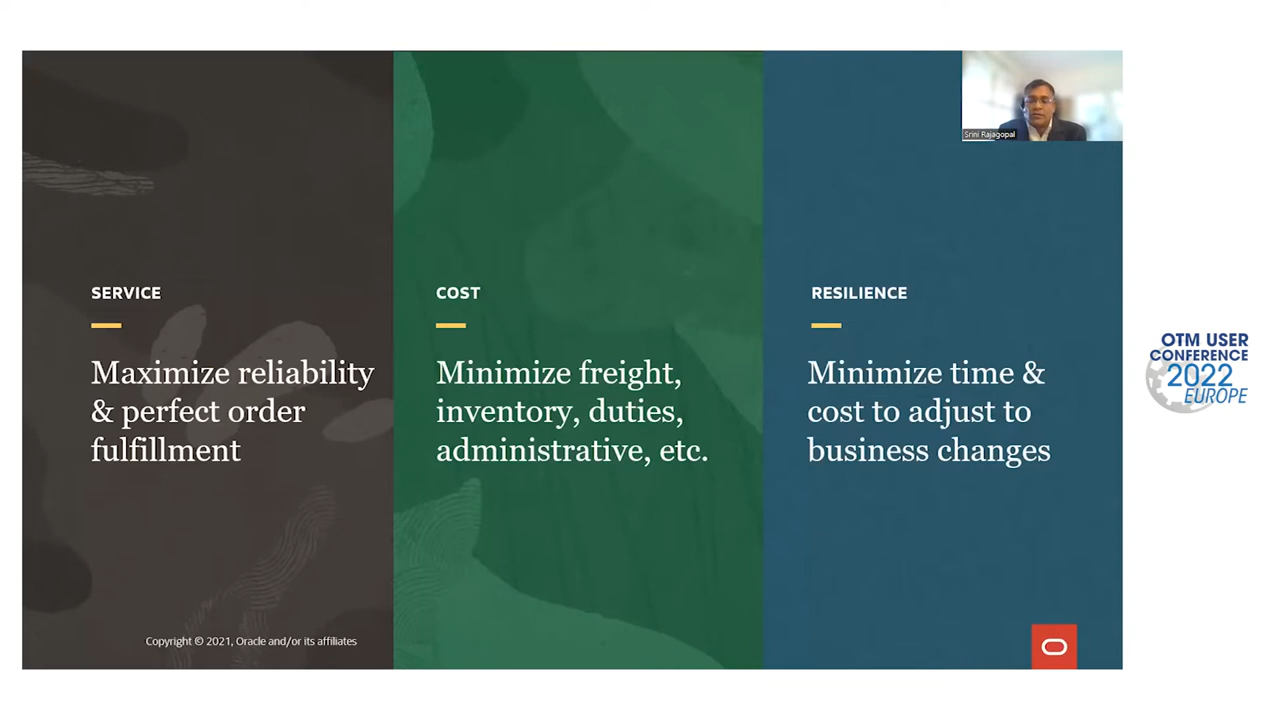 Srini Rajagopal
SERVICE
Maximize reliability
& perfect order
fulfillment
COST
Minimize freight,
inventory, duties,
administrative, etc.
RESILIENCE
Minimize time &
cost to adjust to
business changes
OTM USER
CONFERENCE
2022
EUROPE
Copyright © 2021, Oracle and/or its affiliates